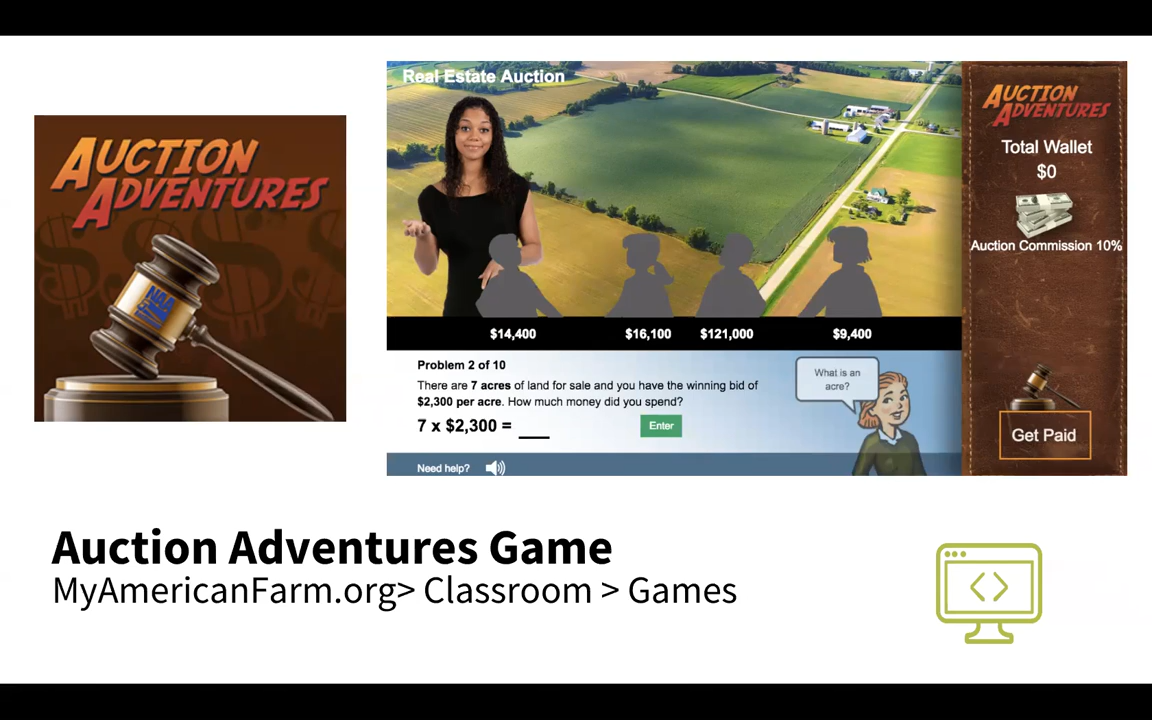 AUCTION
ADVENTURES
NAA
Real Estate Auction
$14,400 $16,100 $121,000 $9,400
Problem 2 of 10
There are 7 acres of land for sale and you have the winning bid of
$2,300 per acre. How much money did you spend?
7 x $2,300 = ___
Enter
What is an
acre?
Need help?
AUCTION
ADVENTURES
Total Wallet
$0
Auction Commission 10%
Get Paid
Auction Adventures Game
MyAmericanFarm.org> Classroom > Games